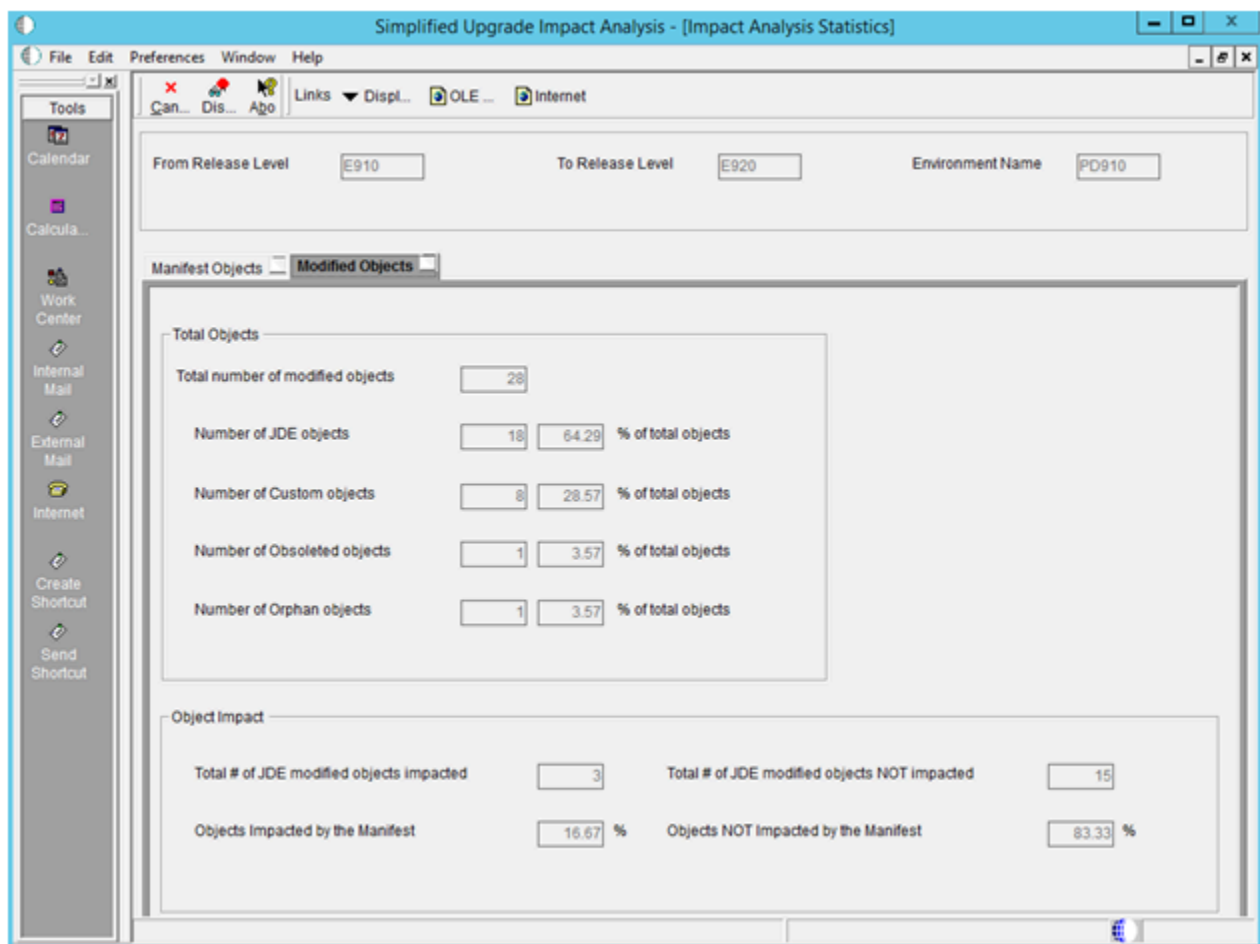 Simplified Upgrade Impact Analysis - [Impact Analysis Statistics]
File Edit Preferences Window Help
Tools
Can... Dis... Abo Links Displ... OLE ... Internet
Calendar
Calcula...
Work
Center
Internal
Mail
External
Mail
Internet
Create
Shortcut
Send
Shortcut
From Release Level E910 To Release Level E920 Environment Name PD910
Manifest Objects Modified Objects
Total Objects
Total number of modified objects 28
Number of JDE objects 18 64.29 % of total objects
Number of Custom objects 8 28.57 % of total objects
Number of Obsoleted objects 1 3.57 % of total objects
Number of Orphan objects 1 3.57 % of total objects
Object Impact
Total # of JDE modified objects impacted 3 Total # of JDE modified objects NOT impacted 15
Objects Impacted by the Manifest 16.67 % Objects NOT Impacted by the Manifest 83.33 %